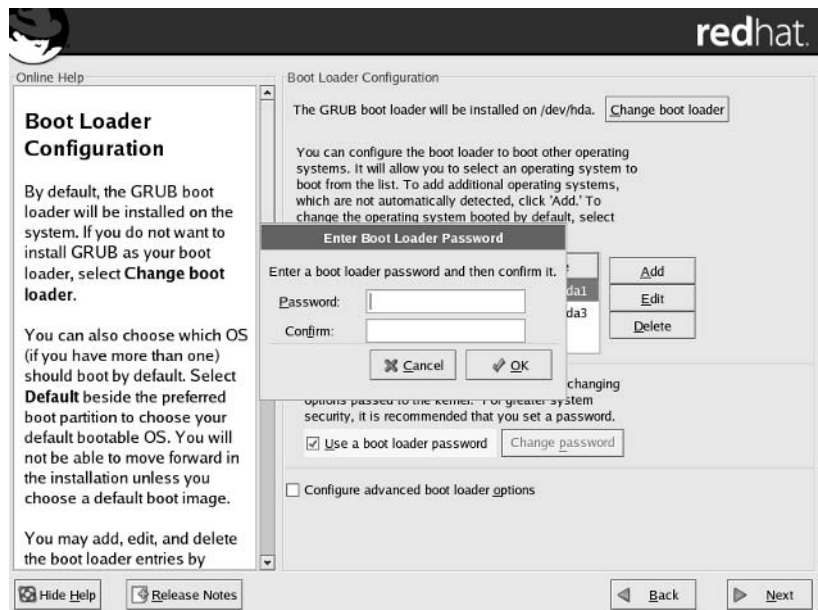 redhat.
Online Help
Boot Loader
Configuration
By default, the GRUB boot
loader will be installed on the
system. If you do not want to
install GRUB as your boot
loader, select Change boot
loader.
You can also choose which OS
(if you have more than one)
should boot by default. Select
Default beside the preferred
boot partition to choose your
default bootable OS. You will
not be able to move forward in
the installation unless you
choose a default boot image.
You may add, edit, and delete
the boot loader entries by
Boot Loader Configuration
The GRUB boot loader will be installed on /dev/hda.
Change boot loader
You can configure the boot loader to boot other operating
systems. It will allow you to select an operating system to
boot from the list. To add additional operating systems,
which are not automatically detected, click 'Add.' To
change the operating system booted by default, select
Enter Boot Loader Password
Enter a boot loader password and then confirm it.
Password:
Confirm:
Cancel
OK
da1
da3
Add
Edit
Delete
changing
options passed to the kernel. For greater system
security, it is recommended that you set a password.
Use a boot loader password
Change password
Configure advanced boot loader options
Hide Help
Release Notes
Back
Next